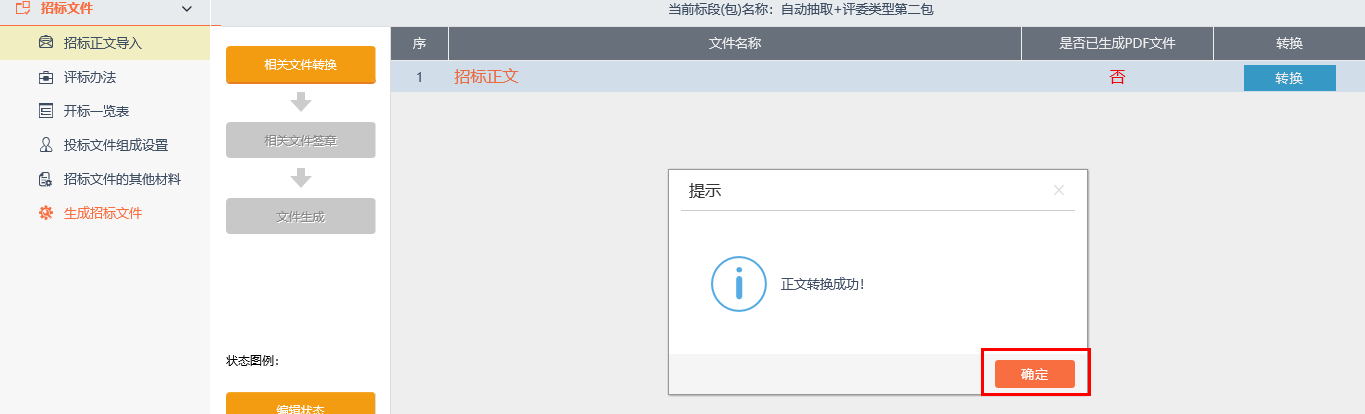 招标文件
当前标段(包)名称：自动抽取+评委类型第二包
招标正文导入
评标办法
开标一览表
投标文件组成设置
招标文件的其他材料
生成招标文件
相关文件转换
相关文件签章
文件生成
状态图例：
编辑状态
序 文件名称 是否已生成PDF文件 转换
1 招标正文 否 转换
提示
正文转换成功！
确定